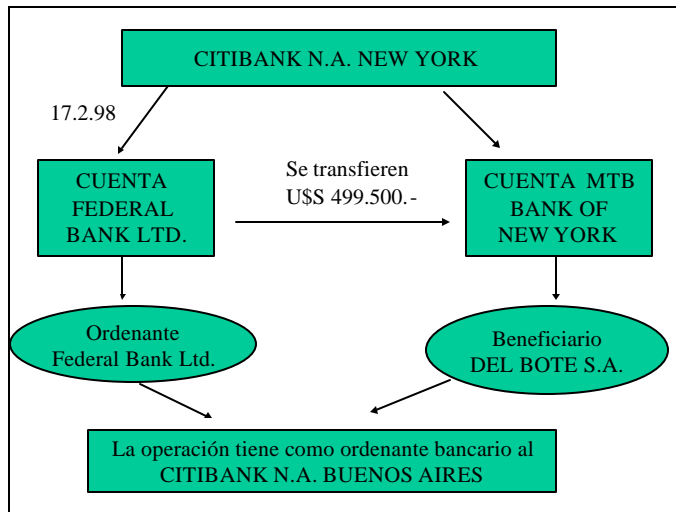 CITIBANK N.A. NEW YORK
17.2.98
CUENTA
FEDERAL
BANK LTD.
Se transfieren
U$S 499.500.-
CUENTA MTB
BANK OF
NEW YORK
Ordenante
Federal Bank Ltd.
Beneficiario
DEL BOTE S.A.
La operación tiene como ordenante bancario al
CITIBANK N.A. BUENOS AIRES